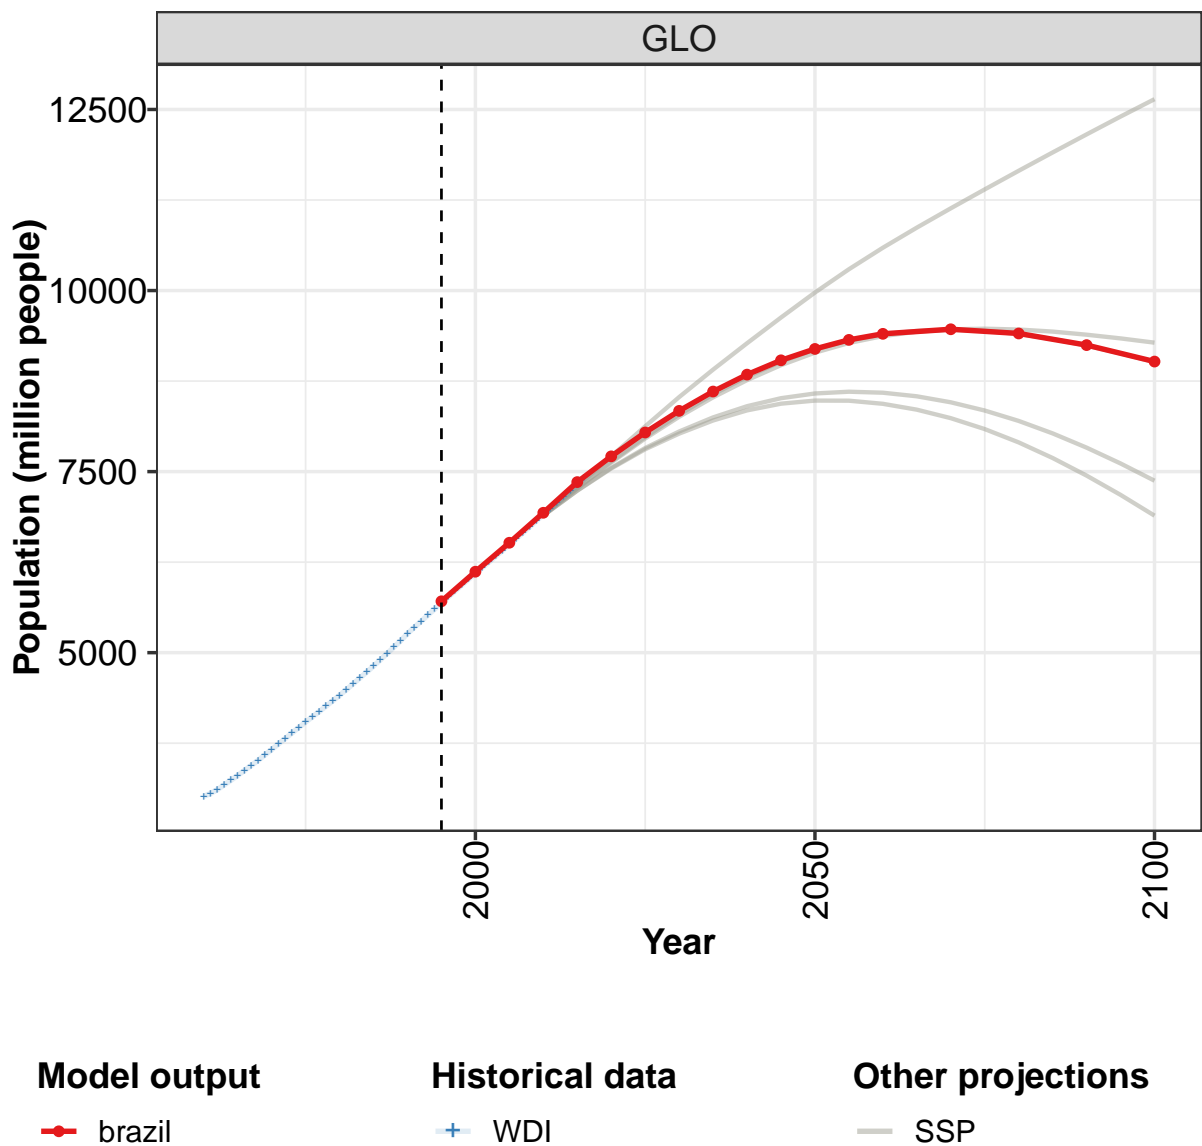 GLO
12500
10000
7500
5000
Population (million people)
2000
2050
2100
Year
Model output
Historical data
Other projections
brazil
WDI
SSP